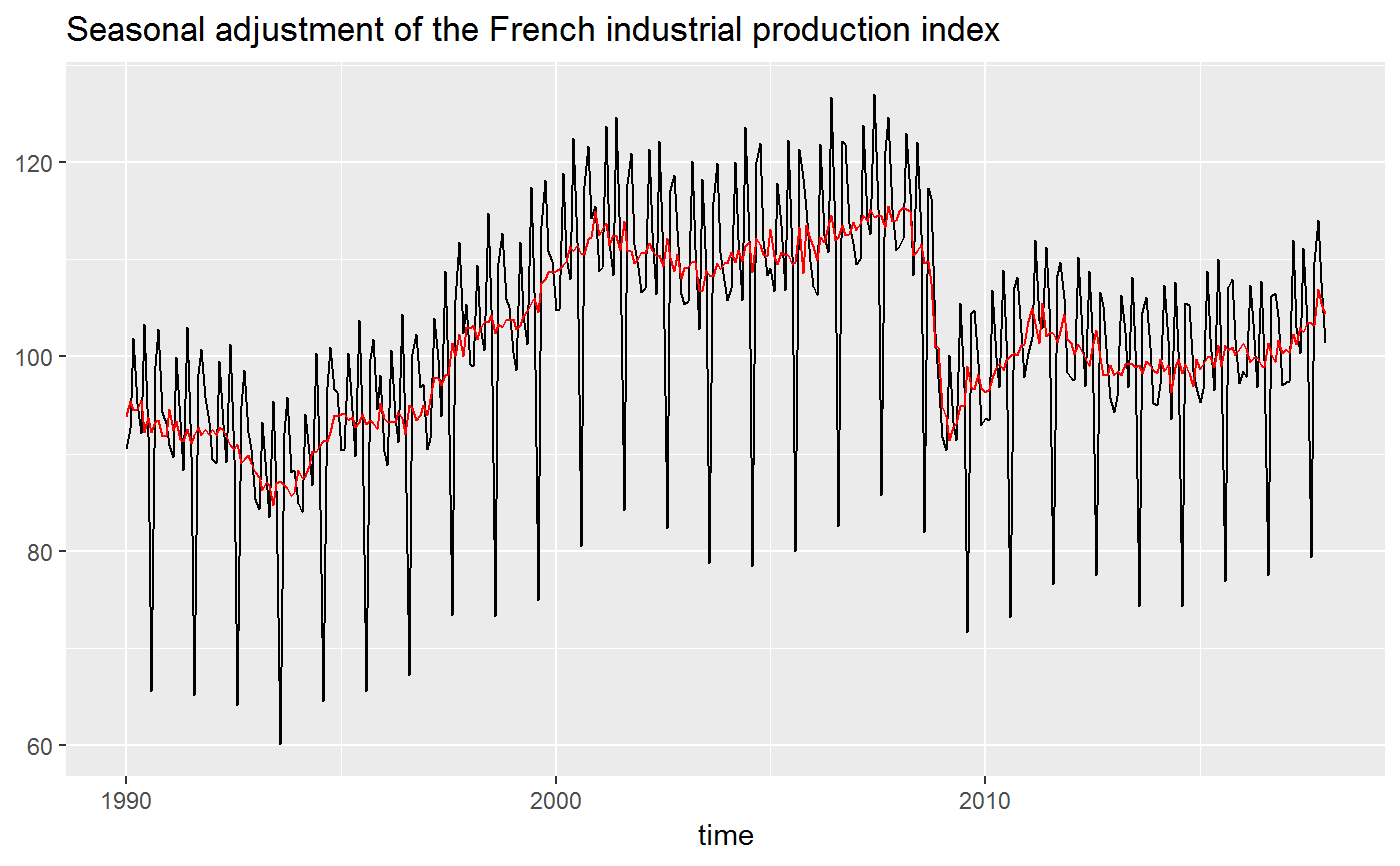 Seasonal adjustment of the French industrial production index
120
100
80
60
1990 2000 2010
time